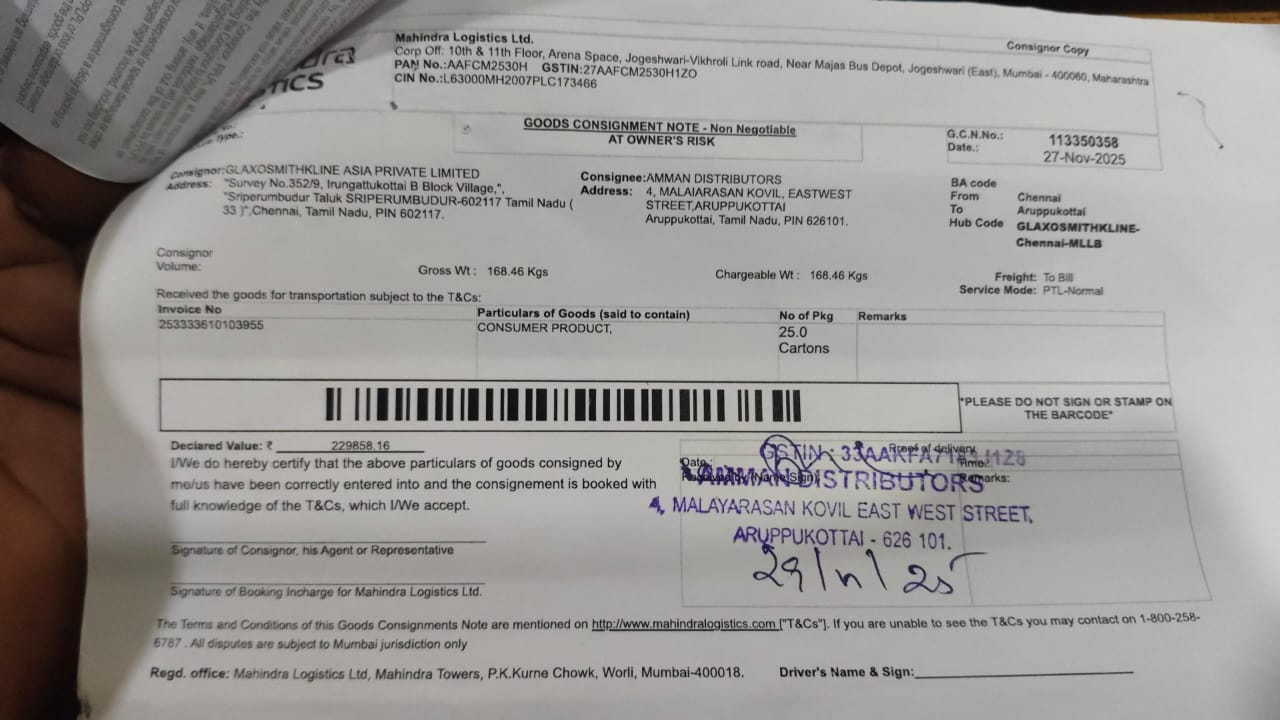 Mahindra Logistics Ltd.
Consignor Copy
Corp Off: 10th & 11th Floor, Arena Space, Jogeshwari-Vikhroli Link road, Near Majas Bus Depot, Jogeshwari (East), Mumbai - 400060, Maharashtra
PAN No.:AAFCM2530H GSTIN:27AAFCM2530H1ZO
CIN No.:L63000MH2007PLC173466
GOODS CONSIGNMENT NOTE - Non Negotiable
AT OWNER'S RISK
G.C.N.No.: 113350358
Date.: 27-Nov-2025
Type.:
Consignor:GLAXOSMITHKLINE ASIA PRIVATE LIMITED
Address: "Survey No.352/9, Irungattukottai B Block Village,",
"Sriperumbudur Taluk SRIPERUMBUDUR-602117 Tamil Nadu (
33 )",Chennai, Tamil Nadu, PIN 602117.
Consignee:AMMAN DISTRIBUTORS
Address: 4, MALAIARASAN KOVIL, EASTWEST
STREET,ARUPPUKOTTAI
Aruppukottai, Tamil Nadu, PIN 626101.
BA code
From Chennai
To Aruppukottai
Hub Code GLAXOSMITHKLINE-
Chennai-MLLB
Consignor
Volume:
Gross Wt : 168.46 Kgs
Chargeable Wt : 168.46 Kgs
Freight: To Bill
Service Mode: PTL-Normal
Received the goods for transportation subject to the T&Cs:
Invoice No Particulars of Goods (said to contain) No of Pkg Remarks
253333610103955 CONSUMER PRODUCT, 25.0
Cartons
*PLEASE DO NOT SIGN OR STAMP ON
THE BARCODE*
Declared Value: ₹ 229858.16
I/We do hereby certify that the above particulars of goods consigned by
me/us have been correctly entered into and the consignement is booked with
full knowledge of the T&Cs, which I/We accept.
Signature of Consignor, his Agent or Representative
Signature of Booking Incharge for Mahindra Logistics Ltd.
Proof of delivery
Date.: Time.:
Remarks:
GSTIN : 
AMMAN DISTRIBUTORS
4, MALAYARASAN KOVIL EAST WEST STREET,
ARUPPUKOTTAI - 626 101.
29/11/25
The Terms and Conditions of this Goods Consignments Note are mentioned on http://www.mahindralogistics.com ["T&Cs"]. If you are unable to see the T&Cs you may contact on 1-800-258-
6787 . All disputes are subject to Mumbai jurisdiction only
Regd. office: Mahindra Logistics Ltd, Mahindra Towers, P.K.Kurne Chowk, Worli, Mumbai-400018.
Driver's Name & Sign: